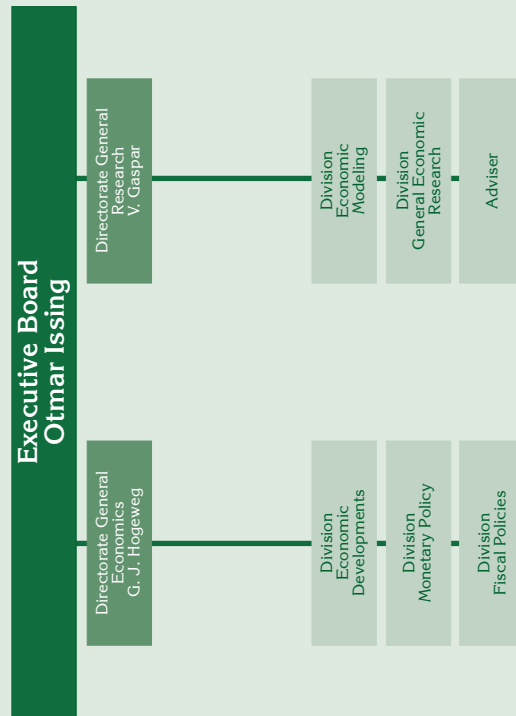 Executive Board
Otmar Issing
Directorate General
Economics
G. J. Hogeweg
Directorate General
Research
V. Gaspar
Division
Economic
Developments
Division
Economic
Modeling
Division
Monetary Policy
Division
General Economic
Research
Division
Fiscal Policies
Adviser